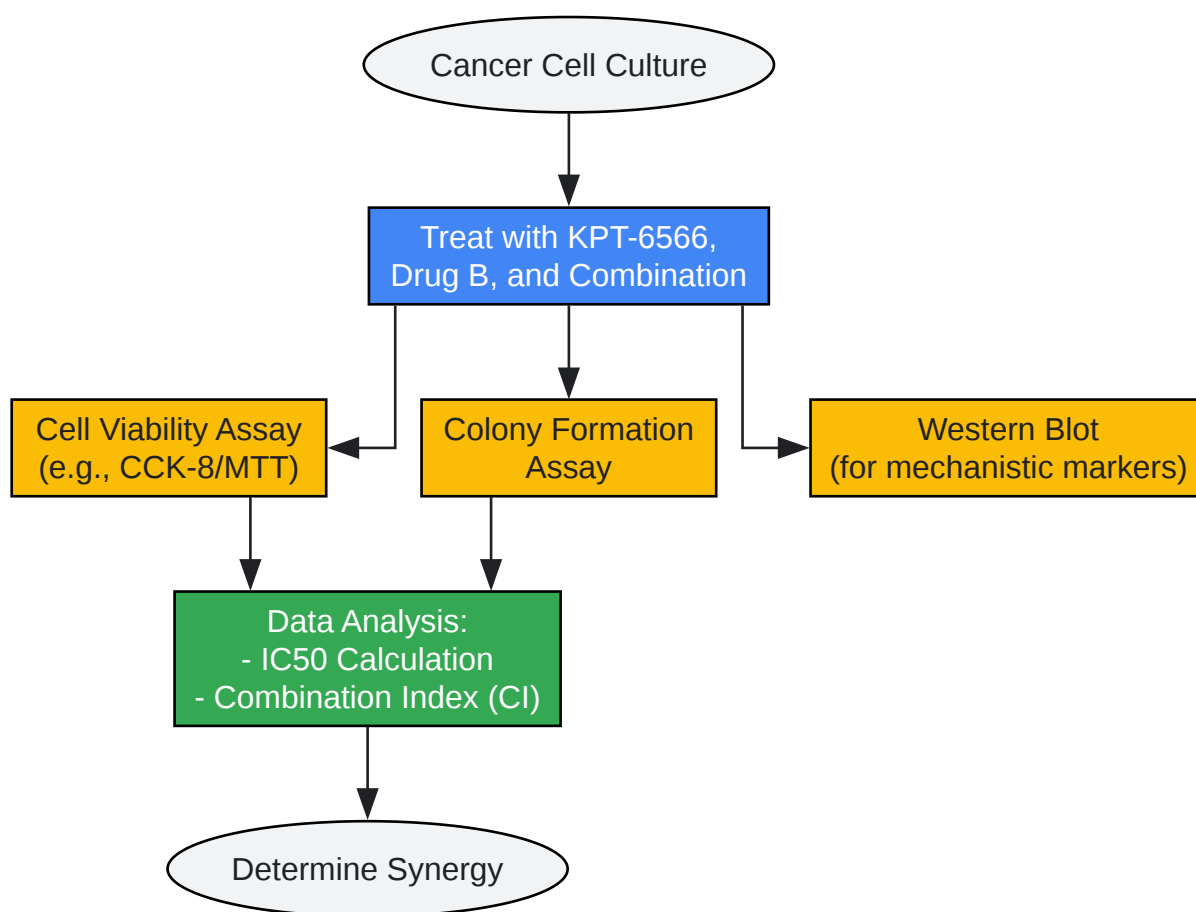 Cancer Cell Culture
Treat with KPT-6566,
Drug B, and Combination
Cell Viability Assay
(e.g., CCK-8/MTT)
Colony Formation
Assay
Western Blot
(for mechanistic markers)
Data Analysis:
- IC50 Calculation
- Combination Index (CI)
Determine Synergy